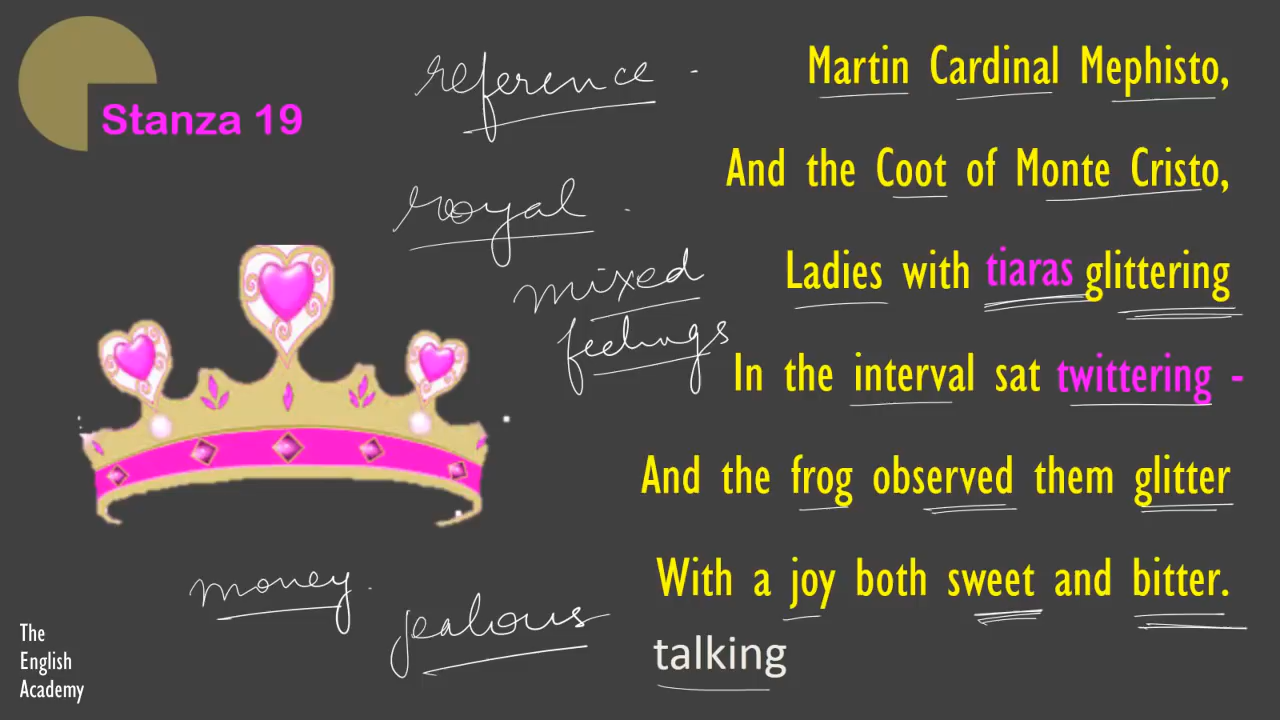 Stanza 19
reference
royal
mixed
feelings
Martin Cardinal Mephisto,
And the Coot of Monte Cristo,
Ladies with tiaras glittering
In the interval sat twittering -
And the frog observed them glitter
With a joy both sweet and bitter.
talking
money
jealous
The
English
Academy